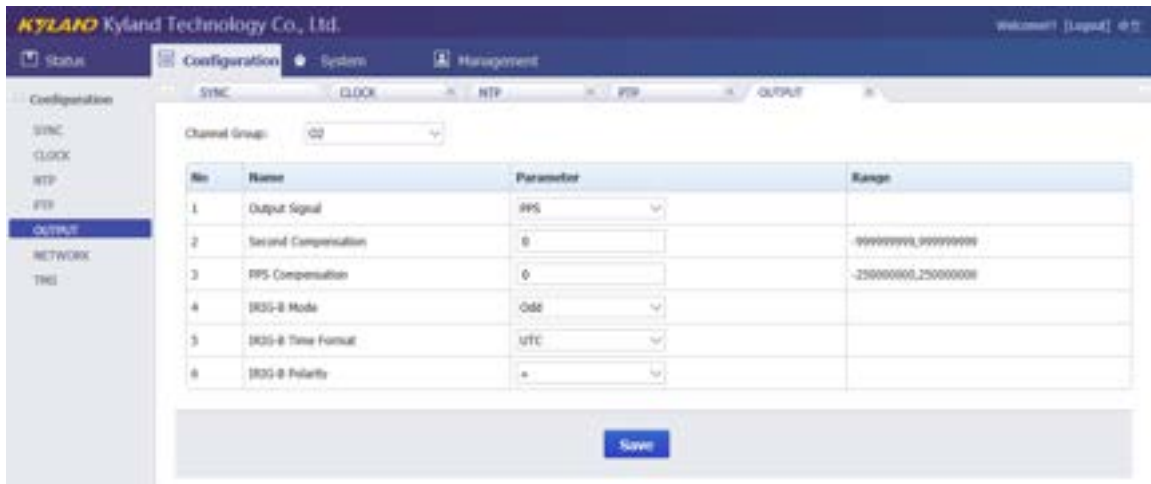 KYLAND Kyland Technology Co., Ltd.
Welcome!! [Logout] 中文
Status Configuration System Management
Configuration
SYNC CLOCK NTP PTP OUTPUT
SYNC
CLOCK
NTP
PTP
OUTPUT
NETWORK
Channel Group: O2
No Name Parameter Range
1 Output Signal PPS
2 Second Compensation 0 -999999999,999999999
3 PPS Compensation 0 -250000000,250000000
4 IRIG-B Mode Odd
5 IRIG-B Time Format UTC
6 IRIG-B Polarity +
Save